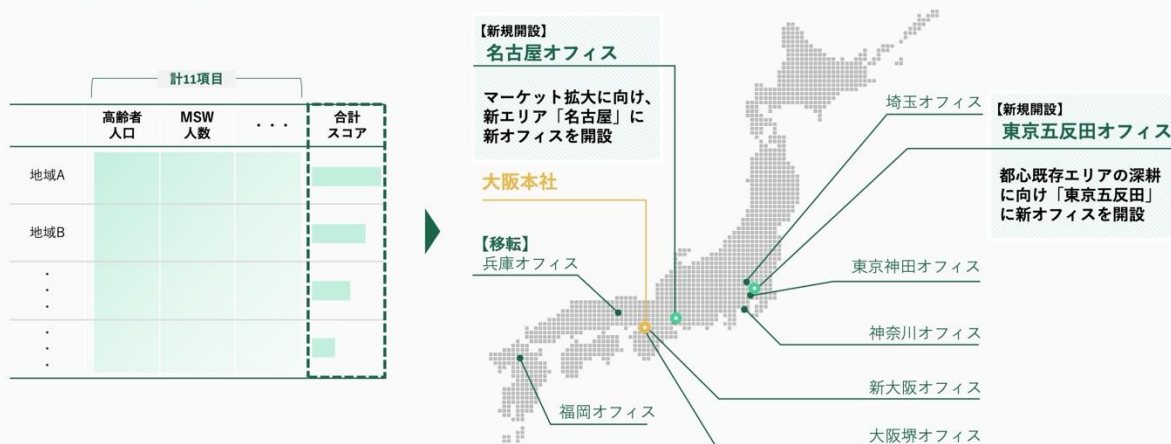 計11項目
高齢者
人口
MSW
人数
・・・
合計
スコア
地域A
地域B
・
・
・
・
・
・
・
・
【新規開設】
名古屋オフィス
マーケット拡大に向け、
新エリア「名古屋」に
新オフィスを開設
大阪本社
【移転】
兵庫オフィス
福岡オフィス
埼玉オフィス
【新規開設】
東京五反田オフィス
都心既存エリアの深耕
に向け「東京五反田」
に新オフィスを開設
東京神田オフィス
神奈川オフィス
新大阪オフィス
大阪堺オフィス